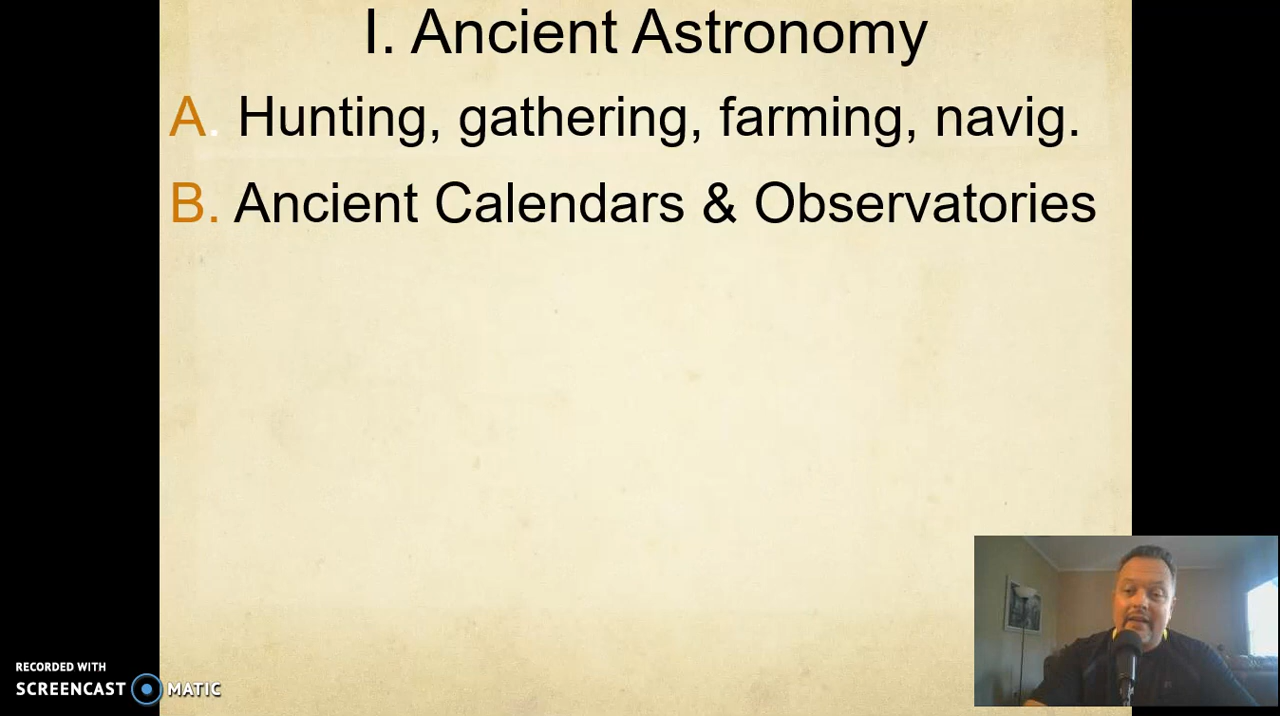 I. Ancient Astronomy
A. Hunting, gathering, farming, navig.
B. Ancient Calendars & Observatories
RECORDED WITH
SCREENCAST MATIC